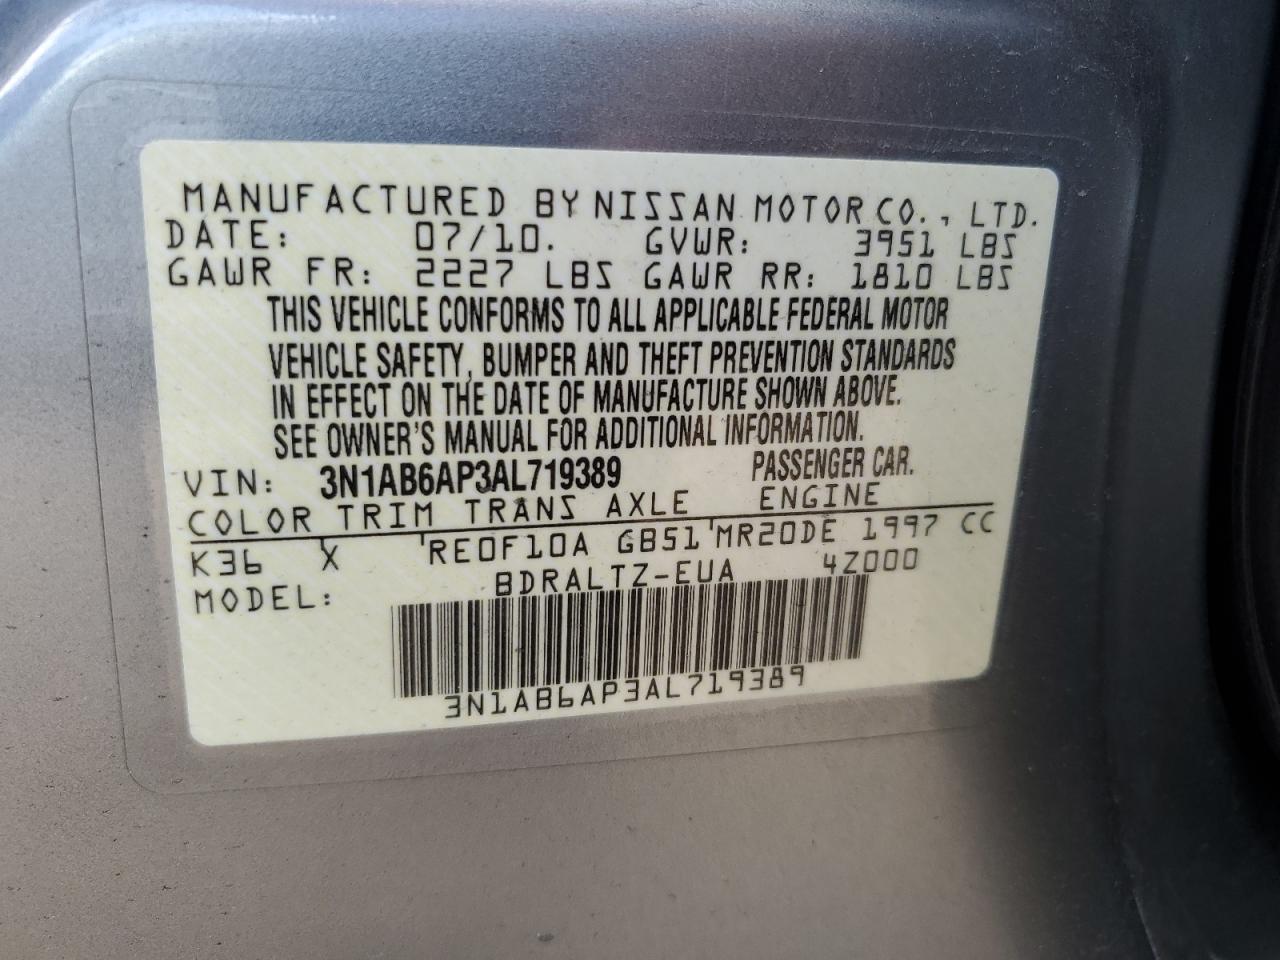 MANUFACTURED BY NISSAN MOTOR CO., LTD.
DATE: 07/10. GVWR: 3951 LBS
GAWR FR: 2227 LBS GAWR RR: 1810 LBS
THIS VEHICLE CONFORMS TO ALL APPLICABLE FEDERAL MOTOR
VEHICLE SAFETY, BUMPER AND THEFT PREVENTION STANDARDS
IN EFFECT ON THE DATE OF MANUFACTURE SHOWN ABOVE.
SEE OWNER'S MANUAL FOR ADDITIONAL INFORMATION.
VIN: 3N1AB6AP3AL719389 PASSENGER CAR.
COLOR TRIM TRANS AXLE ENGINE
K36 X RE0F10A GB51 MR20DE 1997 CC
MODEL: BDRALTZ-EUA 4Z000
3N1AB6AP3AL719389